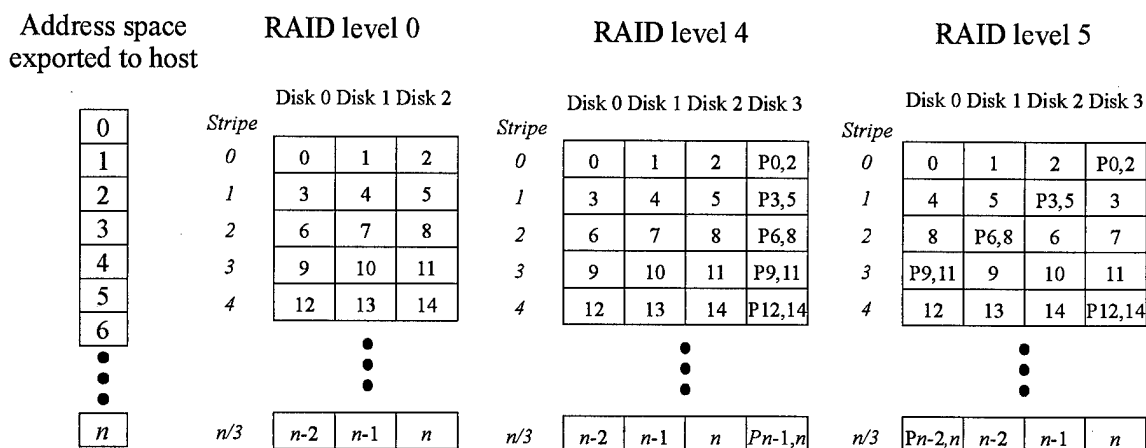 Address space
exported to host
0
1
2
3
4
5
6
n
RAID level 0
Disk 0 Disk 1 Disk 2
Stripe
0 0 1 2
1 3 4 5
2 6 7 8
3 9 10 11
4 12 13 14
n/3 n-2 n-1 n
RAID level 4
Disk 0 Disk 1 Disk 2 Disk 3
Stripe
0 0 1 2 P0,2
1 3 4 5 P3,5
2 6 7 8 P6,8
3 9 10 11 P9,11
4 12 13 14 P12,14
n/3 n-2 n-1 n Pn-1,n
RAID level 5
Disk 0 Disk 1 Disk 2 Disk 3
Stripe
0 0 1 2 P0,2
1 4 5 P3,5 3
2 8 P6,8 6 7
3 P9,11 9 10 11
4 12 13 14 P12,14
n/3 Pn-2,n n-2 n-1 n